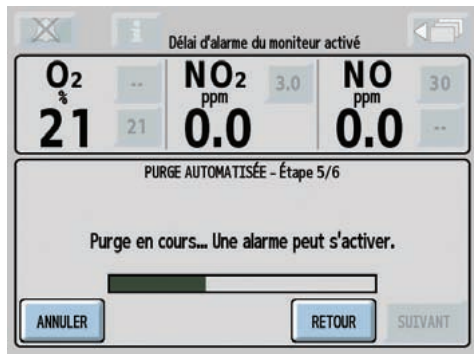 Délai d'alarme du moniteur activé
O2 -- NO2 3.0 NO 30
% ppm ppm
21 21 0.0 0.0 --
PURGE AUTOMATISÉE - Étape 5/6
Purge en cours... Une alarme peut s'activer.
ANNULER RETOUR SUIVANT